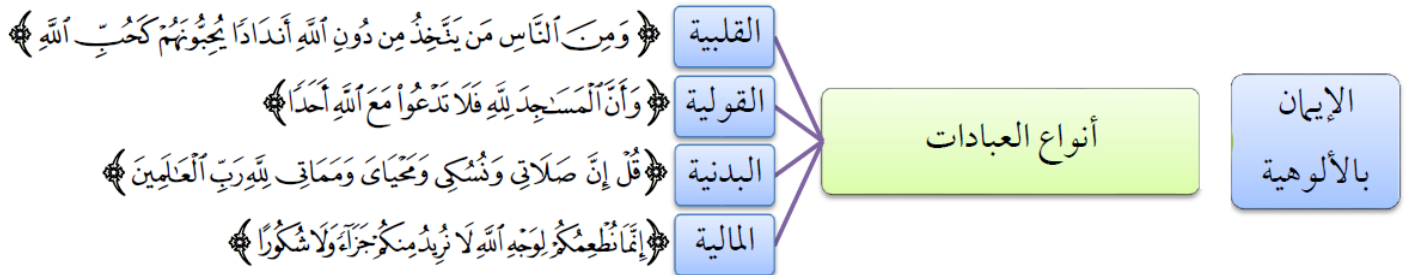 الإيمان
بالألوهية
أنواع العبادات
القلبية ﴿ وَمِنَ ٱلنَّاسِ مَن يَتَّخِذُ مِن دُونِ ٱللَّهِ أَندَادًا يُحِبُّونَهُمْ كَحُبِّ ٱللَّهِ ﴾
القولية ﴿ وَأَنَّ ٱلْمَسَـٰجِدَ لِلَّهِ فَلَا تَدْعُوا۟ مَعَ ٱللَّهِ أَحَدًا﴾
البدنية ﴿قُلْ إِنَّ صَلَاتِى وَنُسُكِى وَمَحْيَاىَ وَمَمَاتِى لِلَّهِ رَبِّ ٱلْعَـٰلَمِينَ ﴾
المالية ﴿إِنَّمَا نُطْعِمُكُمْ لِوَجْهِ ٱللَّهِ لَا نُرِيدُ مِنكُمْ جَزَآءً وَلَا شُكُورًا ﴾